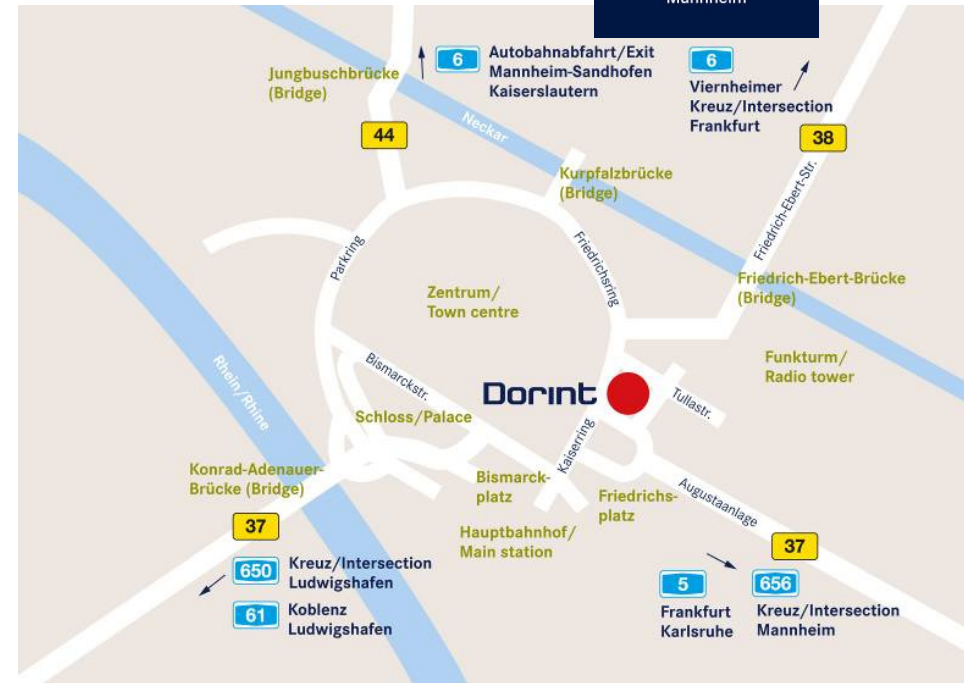 Mannheim
6
Autobahnabfahrt/Exit
Mannheim-Sandhofen
Kaiserslautern
6
Viernheimer
Kreuz/Intersection
Frankfurt
Jungbuschbrücke
(Bridge)
44
Neckar
38
Kurpfalzbrücke
(Bridge)
Friedrich-Ebert-Str.
Parkring
Friedrichsring
Friedrich-Ebert-Brücke
(Bridge)
Zentrum/
Town centre
Funkturm/
Radio tower
Rhein/Rhine
Bismarckstr.
Dorint
Tullastr.
Schloss/Palace
Kaiserring
Konrad-Adenauer-
Brücke (Bridge)
Bismarck-
platz
Friedrichs-
platz
Augustaanlage
Hauptbahnhof/
Main station
37
650
Kreuz/Intersection
Ludwigshafen
61
Koblenz
Ludwigshafen
37
5
Frankfurt
Karlsruhe
656
Kreuz/Intersection
Mannheim